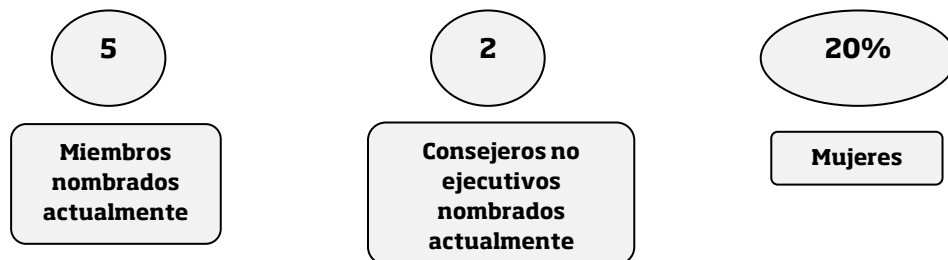 5
Miembros
nombrados
actualmente
2
Consejeros no
ejecutivos
nombrados
actualmente
20%
Mujeres